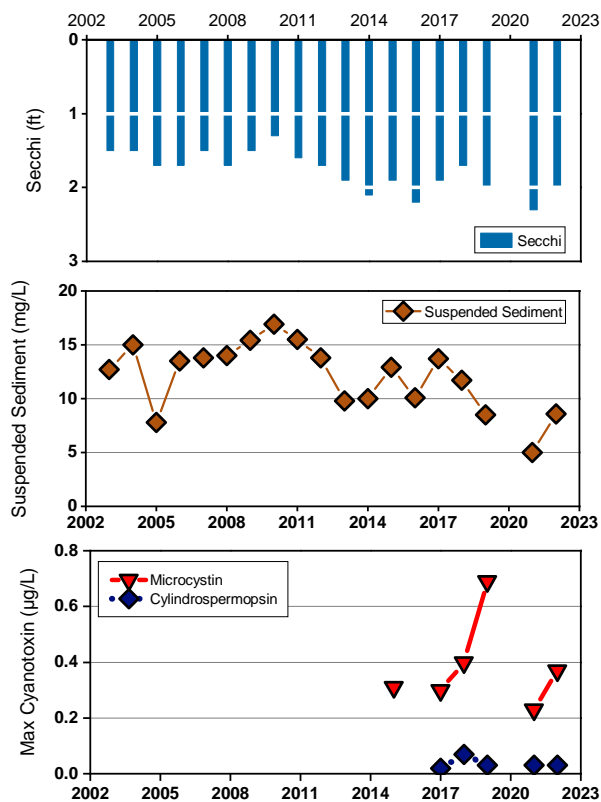 2002 2005 2008 2011 2014 2017 2020 2023
0
1
2
3
Secchi (ft)
Secchi
20
15
10
5
0
Suspended Sediment (mg/L)
Suspended Sediment
2002 2005 2008 2011 2014 2017 2020 2023
0.8
0.6
0.4
0.2
0.0
Max Cyanotoxin (µg/L)
Microcystin
Cylindrospermopsin
2002 2005 2008 2011 2014 2017 2020 2023